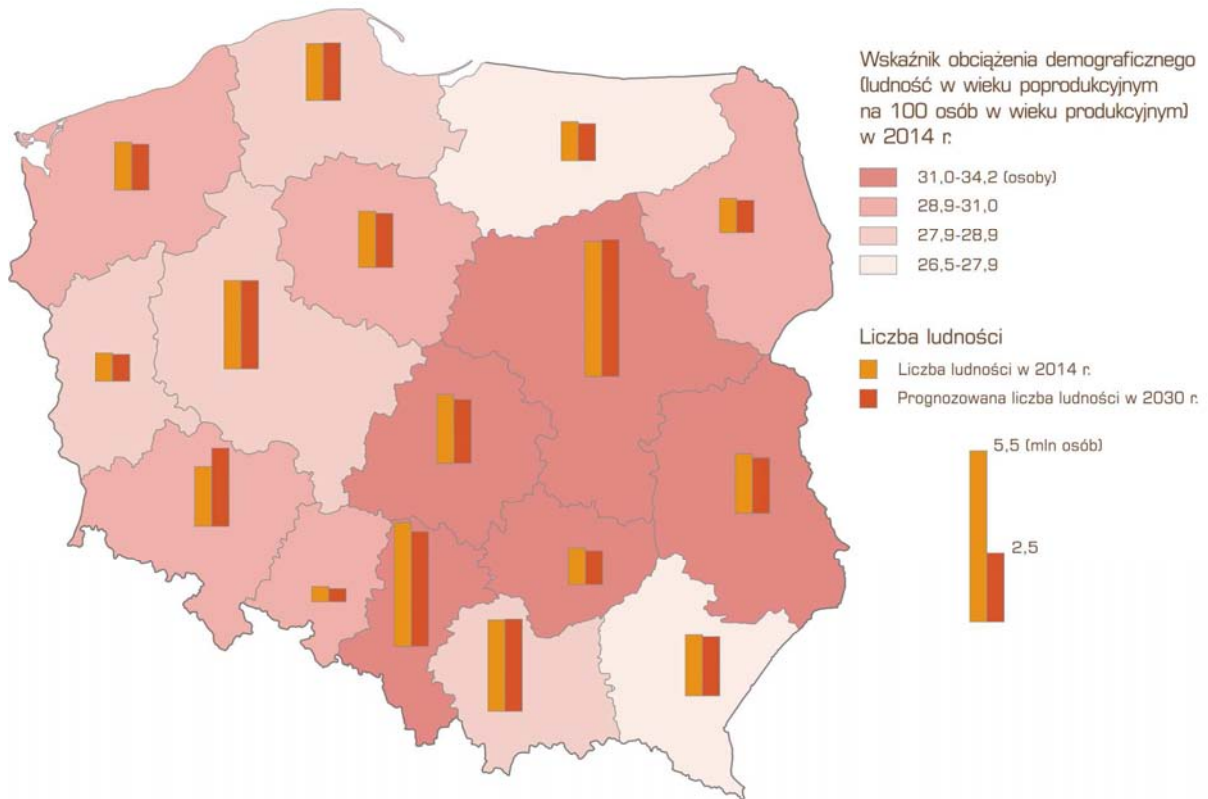 Wskaźnik obciążenia demograficznego
(ludność w wieku poprodukcyjnym
na 100 osób w wieku produkcyjnym)
w 2014 r.
31,0-34,2 (osoby)
28,9-31,0
27,9-28,9
26,5-27,9
Liczba ludności
Liczba ludności w 2014 r.
Prognozowana liczba ludności w 2030 r.
5,5 (mln osób)
2,5